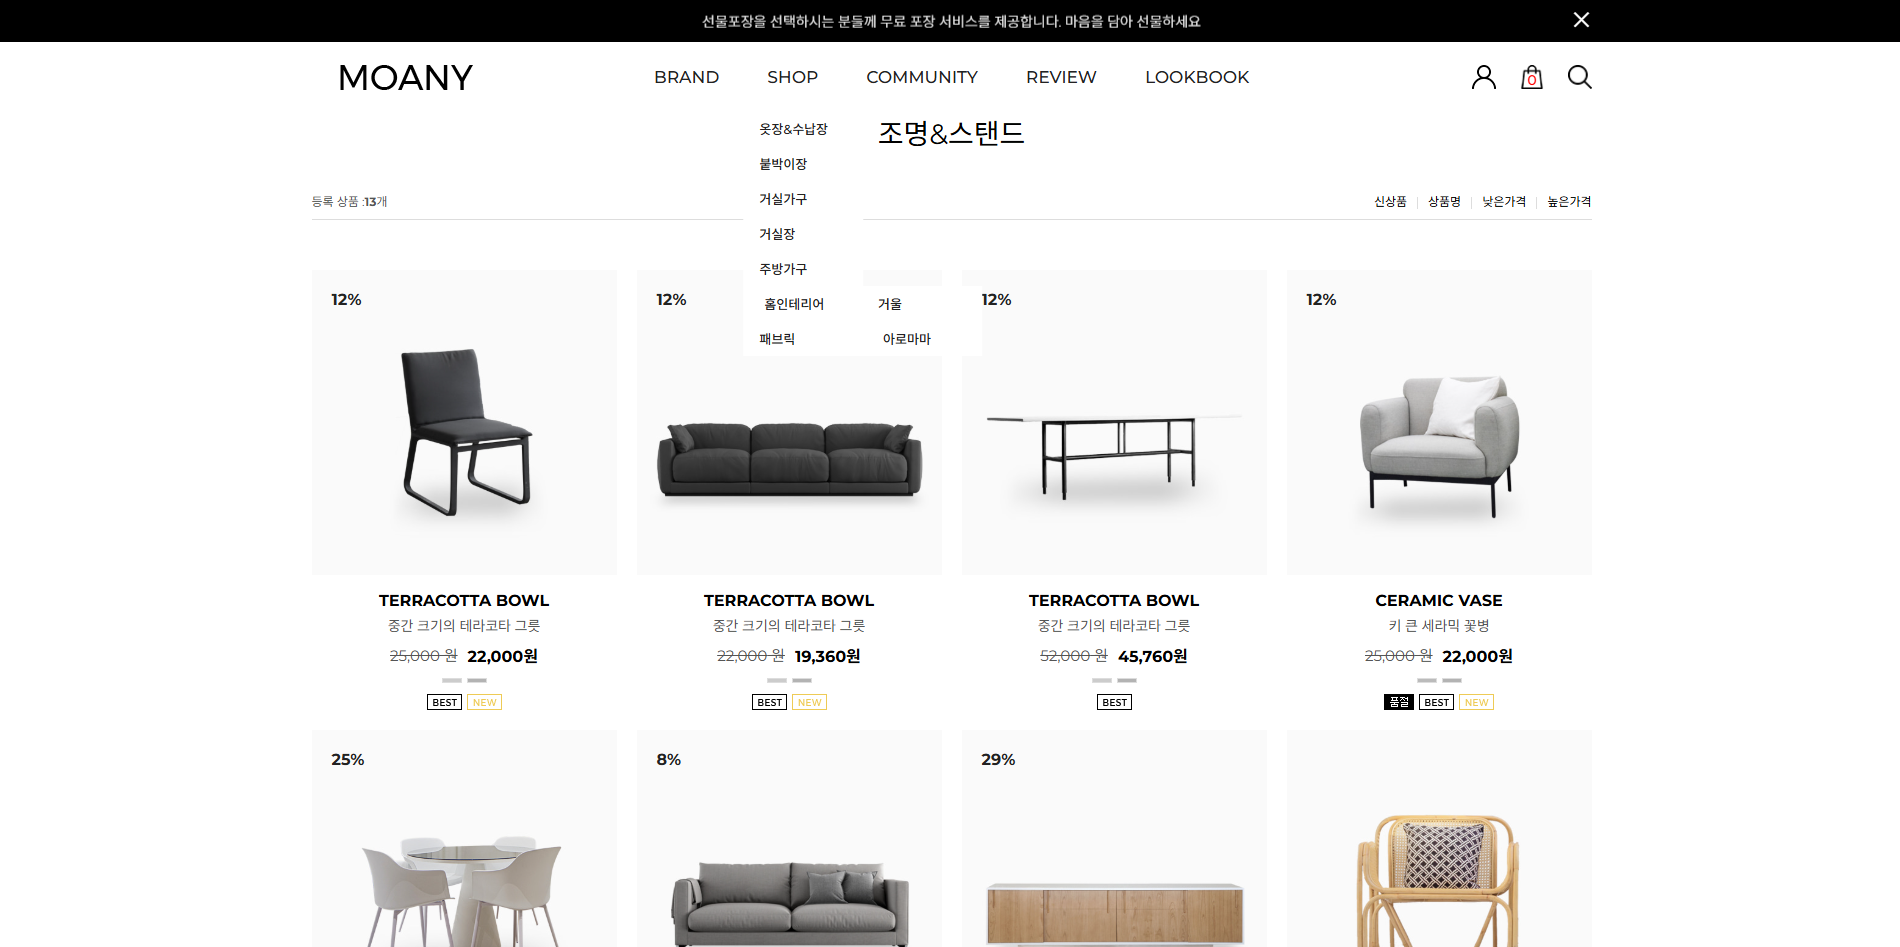 선물포장을 선택하시는 분들께 무료 포장 서비스를 제공합니다. 마음을 담아 선물하세요
MOANY
BRAND SHOP COMMUNITY REVIEW LOOKBOOK
0
조명&스탠드
옷장&수납장
붙박이장
거실가구
거실장
주방가구
홈인테리어 거울
패브릭 아로마마
등록 상품 :13개
신상품 상품명 낮은가격 높은가격
12% 12% 12% 12%
TERRACOTTA BOWL
중간 크기의 테라코타 그릇
25,000 원 22,000원
BEST NEW
TERRACOTTA BOWL
중간 크기의 테라코타 그릇
22,000 원 19,360원
BEST NEW
TERRACOTTA BOWL
중간 크기의 테라코타 그릇
52,000 원 45,760원
BEST
CERAMIC VASE
키 큰 세라믹 꽃병
25,000 원 22,000원
품절 BEST NEW
25% 8% 29%